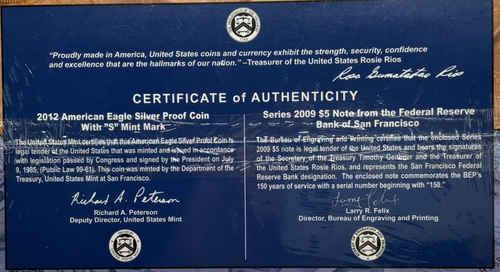 "Proudly made in America, United States coins and currency exhibit the strength, security, confidence
and excellence that are the hallmarks of our nation." –Treasurer of the United States Rosie Rios
Rosa Gumataotao Rios
CERTIFICATE of AUTHENTICITY
2012 American Eagle Silver Proof Coin
With "S" Mint Mark
The United States Mint certifies that this American Eagle Silver Proof Coin is
legal tender of the United States that was minted and issued in accordance
with legislation passed by Congress and signed by the President on July
9, 1985, (Public Law 99-61). This coin was minted by the Department of the
Treasury, United States Mint at San Francisco.
Richard A. Peterson
Richard A. Peterson
Deputy Director, United States Mint
Series 2009 $5 Note from the Federal Reserve
Bank of San Francisco
The Bureau of Engraving and Printing certifies that the enclosed Series
2009 $5 note is legal tender of the United States and bears the signatures
of the Secretary of the Treasury Timothy Geithner and the Treasurer of
the United States Rosie Rios, and represents the San Francisco Federal
Reserve Bank designation. The enclosed note commemorates the BEP's
150 years of service with a serial number beginning with "150."
Larry R. Felix
Larry R. Felix
Director, Bureau of Engraving and Printing